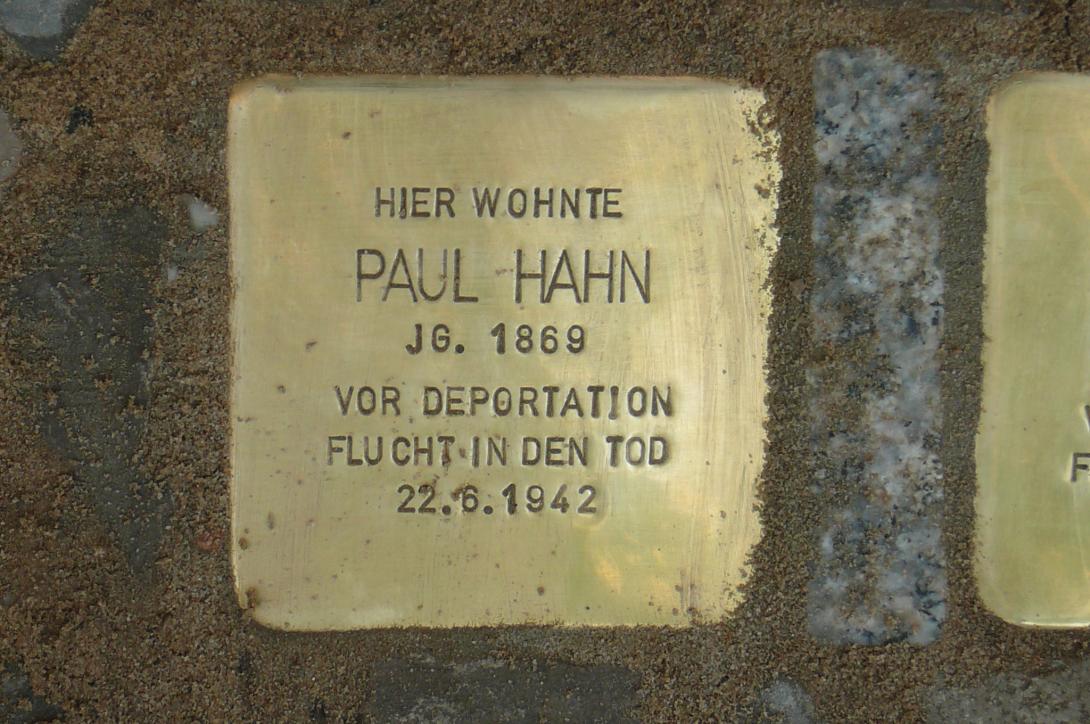 HIER WOHNTE
PAUL HAHN
JG. 1869
VOR DEPORTATION
FLUCHT IN DEN TOD
22.6.1942